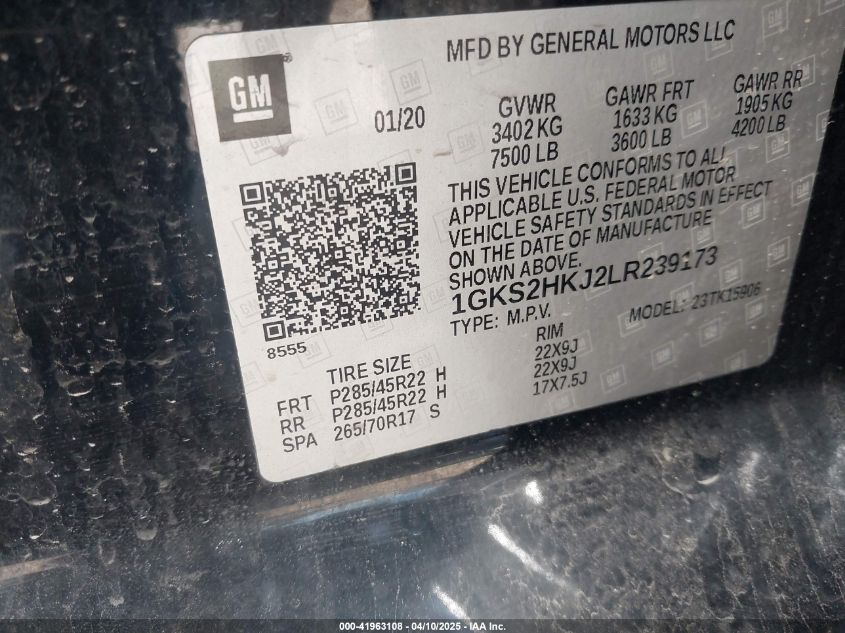 MFD BY GENERAL MOTORS LLC
GM
01/20
GVWR
3402 KG
7500 LB
GAWR FRT
1633 KG
3600 LB
GAWR RR
1905 KG
4200 LB
THIS VEHICLE CONFORMS TO ALL
APPLICABLE U.S. FEDERAL MOTOR
VEHICLE SAFETY STANDARDS IN EFFECT
ON THE DATE OF MANUFACTURE
SHOWN ABOVE.
1GKS2HKJ2LR239173
TYPE: M.P.V.
MODEL: 23TK15906
8555
TIRE SIZE
RIM
FRT P285/45R22 H 22X9J
RR P285/45R22 H 22X9J
SPA 265/70R17 S 17X7.5J
000-41963108 - 04/10/2025 - IAA Inc.